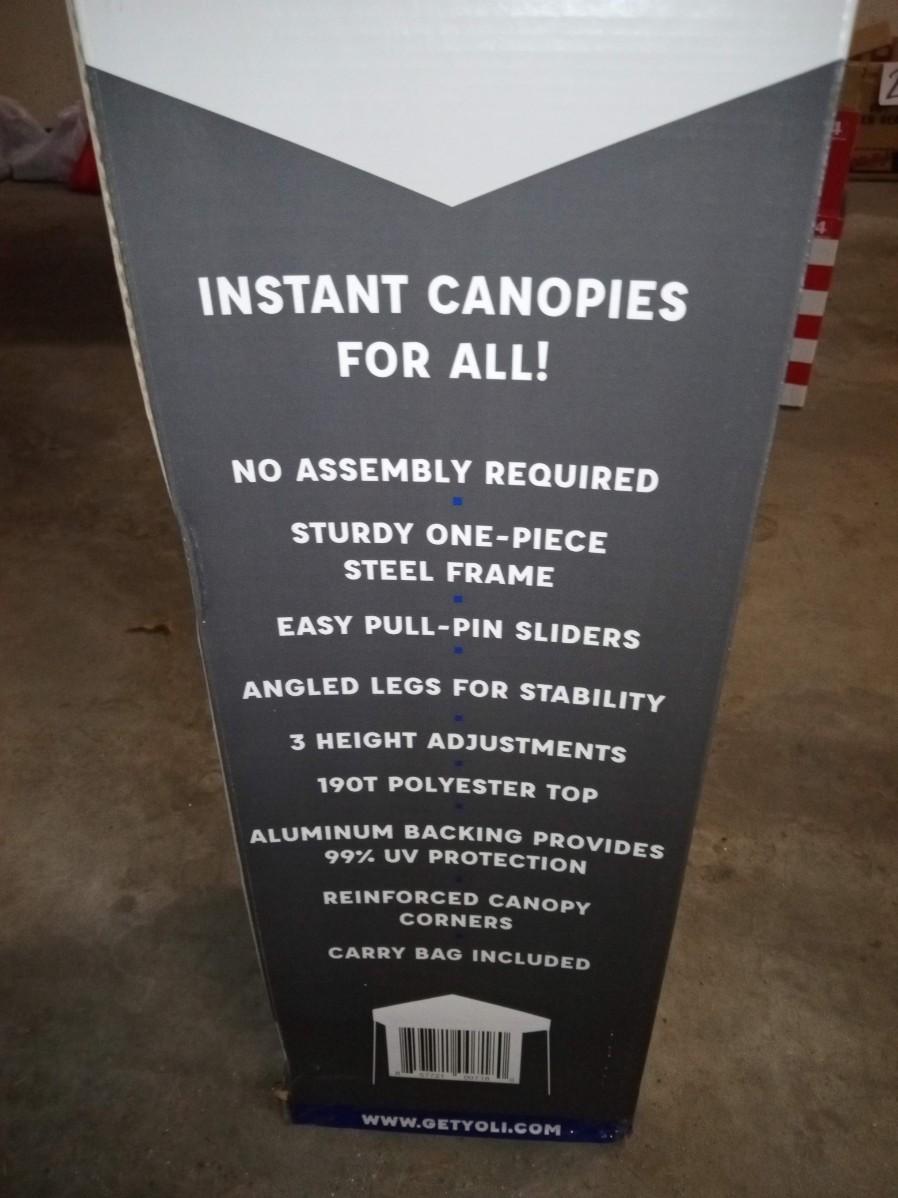 INSTANT CANOPIES
FOR ALL!
NO ASSEMBLY REQUIRED
STURDY ONE-PIECE
STEEL FRAME
EASY PULL-PIN SLIDERS
ANGLED LEGS FOR STABILITY
3 HEIGHT ADJUSTMENTS
190T POLYESTER TOP
ALUMINUM BACKING PROVIDES
99% UV PROTECTION
REINFORCED CANOPY
CORNERS
CARRY BAG INCLUDED
WWW.GETYOLI.COM
4
4